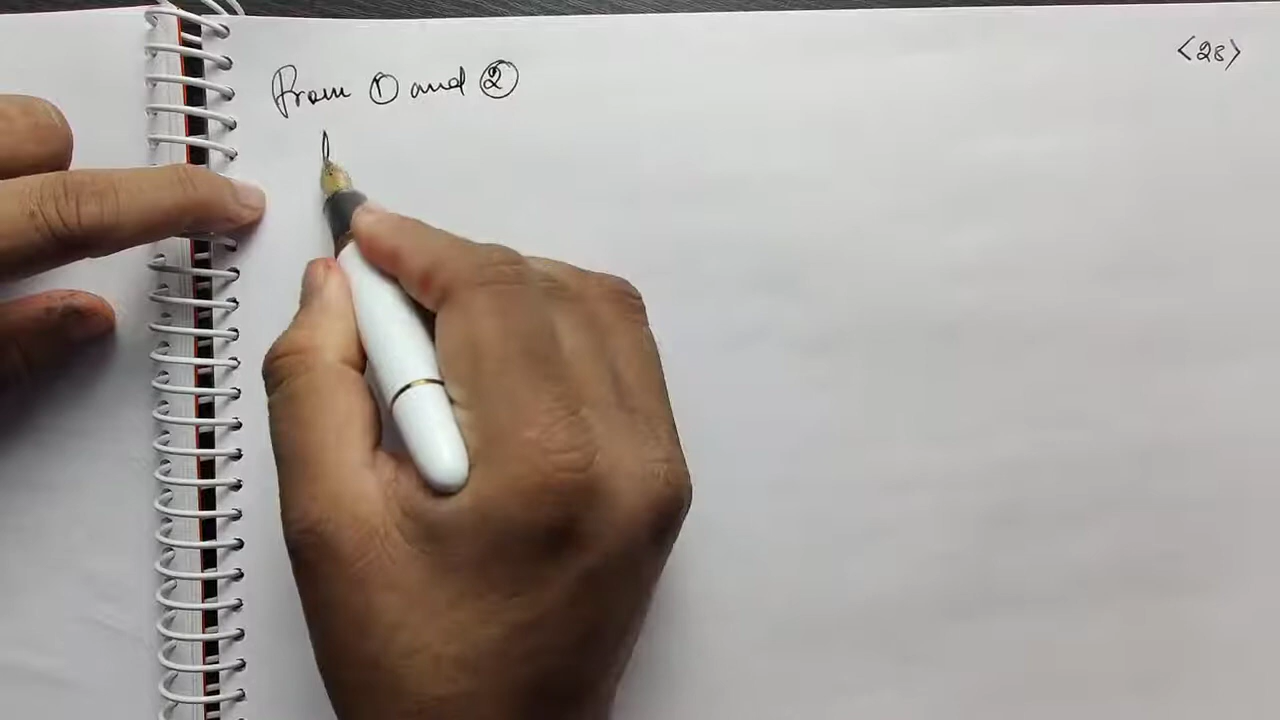 <28>
From ① and ②